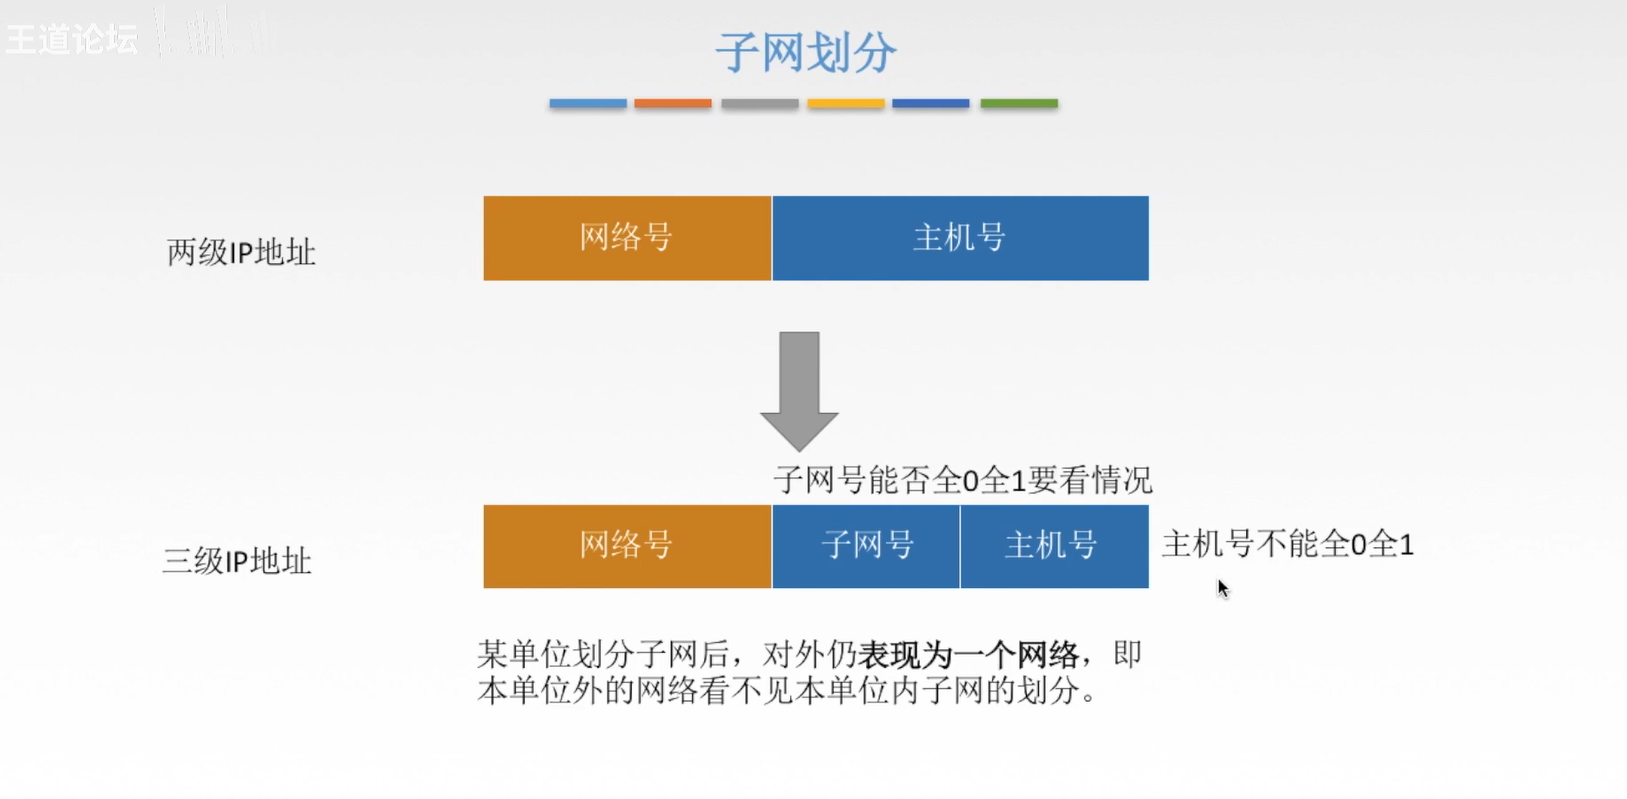 王道论坛
子网划分
两级IP地址
网络号
主机号
子网号能否全0全1要看情况
三级IP地址
网络号
子网号
主机号
主机号不能全0全1
某单位划分子网后，对外仍表现为一个网络，即
本单位外的网络看不见本单位内子网的划分。